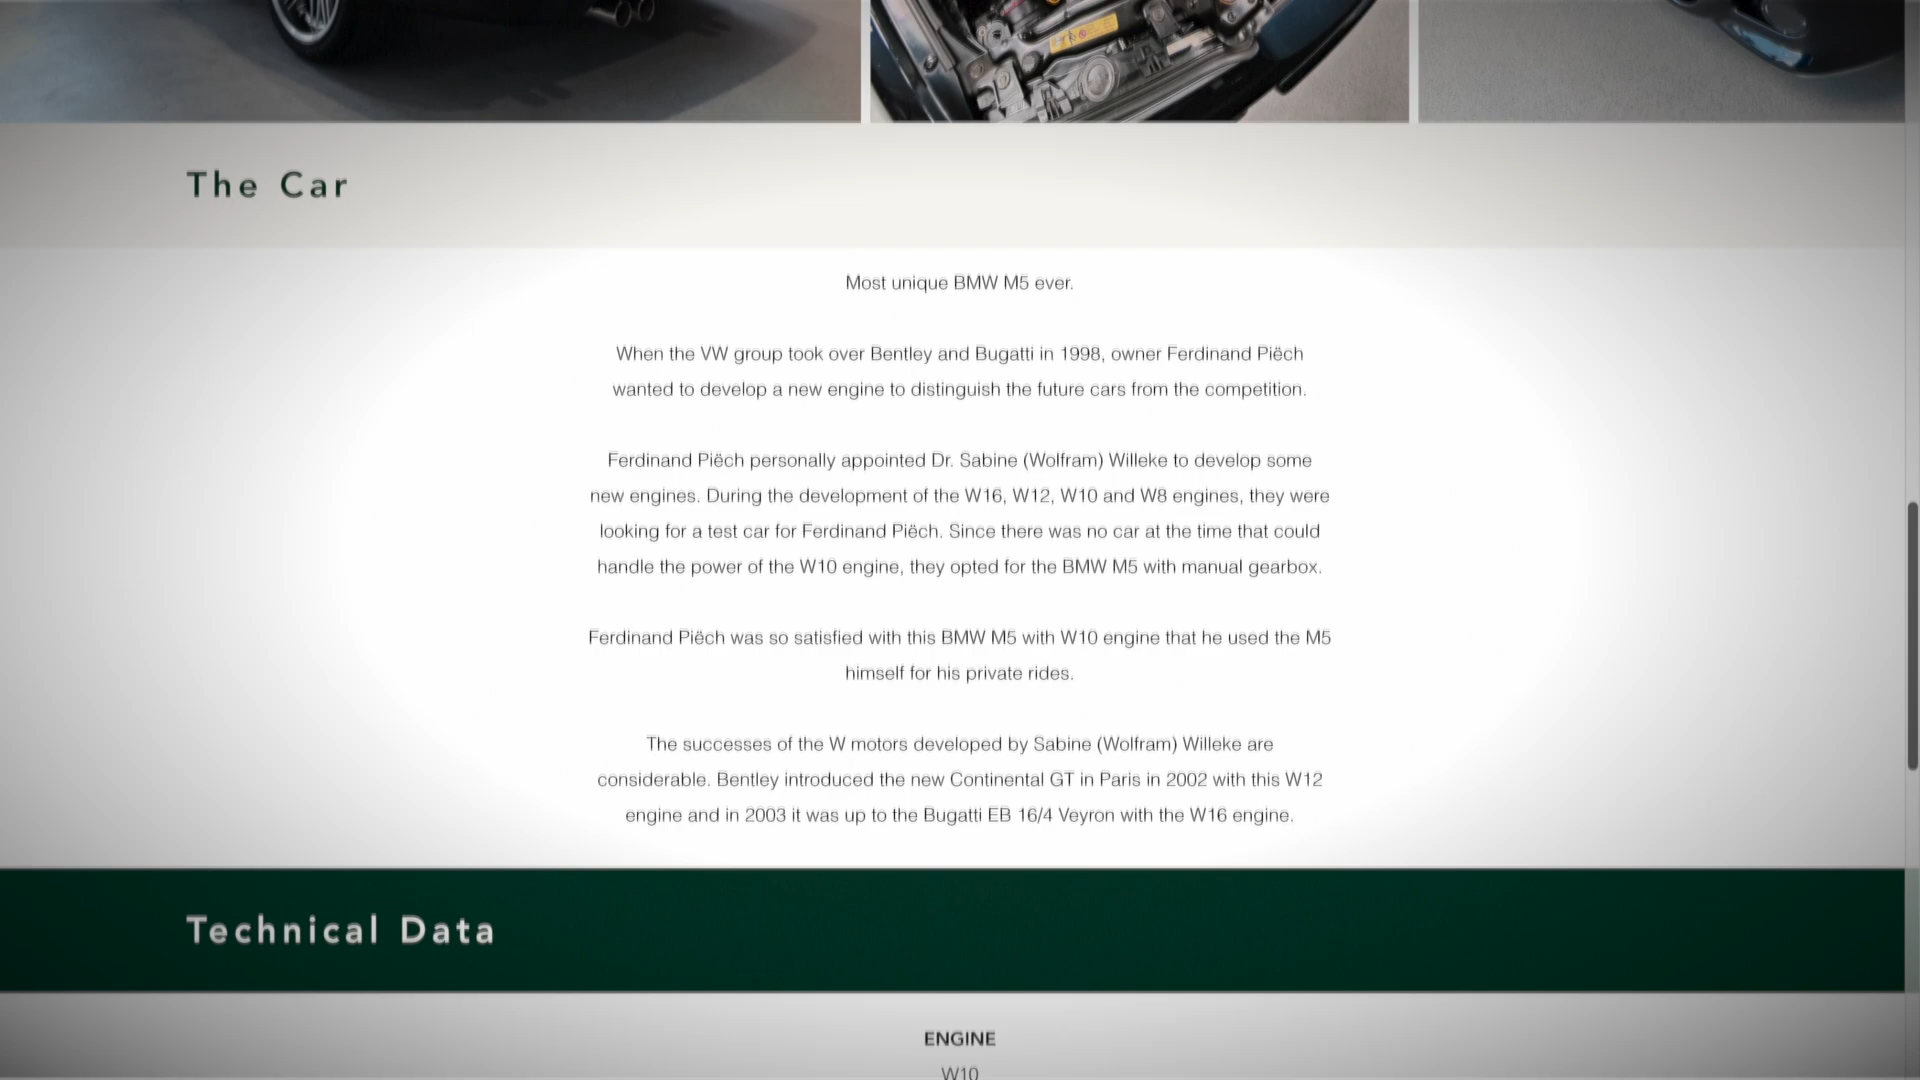 The Car
Most unique BMW M5 ever.
When the VW group took over Bentley and Bugatti in 1998, owner Ferdinand Piëch
wanted to develop a new engine to distinguish the future cars from the competition.
Ferdinand Piëch personally appointed Dr. Sabine (Wolfram) Willeke to develop some
new engines. During the development of the W16, W12, W10 and W8 engines, they were
looking for a test car for Ferdinand Piëch. Since there was no car at the time that could
handle the power of the W10 engine, they opted for the BMW M5 with manual gearbox.
Ferdinand Piëch was so satisfied with this BMW M5 with W10 engine that he used the M5
himself for his private rides.
The successes of the W motors developed by Sabine (Wolfram) Willeke are
considerable. Bentley introduced the new Continental GT in Paris in 2002 with this W12
engine and in 2003 it was up to the Bugatti EB 16/4 Veyron with the W16 engine.
Technical Data
ENGINE
W10